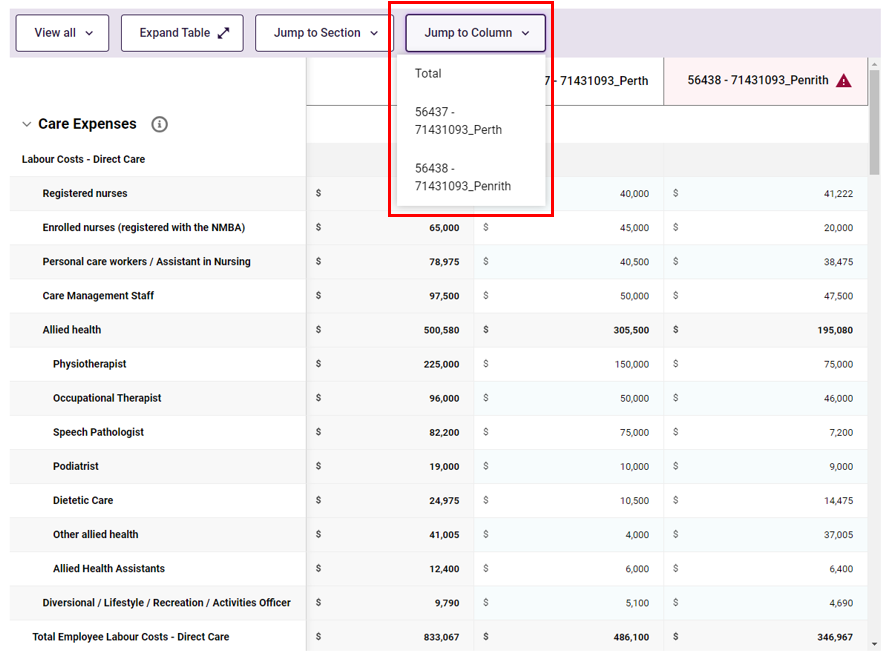 View all
Expand Table
Jump to Section
Jump to Column
Total
56437 -
71431093_Perth
56438 -
71431093_Penrith
7 - 71431093_Perth
56438 - 71431093_Penrith
Care Expenses
Labour Costs - Direct Care
Registered nurses $ 40,000 $ 41,222
Enrolled nurses (registered with the NMBA) $ 65,000 $ 45,000 $ 20,000
Personal care workers / Assistant in Nursing $ 78,975 $ 40,500 $ 38,475
Care Management Staff $ 97,500 $ 50,000 $ 47,500
Allied health $ 500,580 $ 305,500 $ 195,080
Physiotherapist $ 225,000 $ 150,000 $ 75,000
Occupational Therapist $ 96,000 $ 50,000 $ 46,000
Speech Pathologist $ 82,200 $ 75,000 $ 7,200
Podiatrist $ 19,000 $ 10,000 $ 9,000
Dietetic Care $ 24,975 $ 10,500 $ 14,475
Other allied health $ 41,005 $ 4,000 $ 37,005
Allied Health Assistants $ 12,400 $ 6,000 $ 6,400
Diversional / Lifestyle / Recreation / Activities Officer $ 9,790 $ 5,100 $ 4,690
Total Employee Labour Costs - Direct Care $ 833,067 $ 486,100 $ 346,967